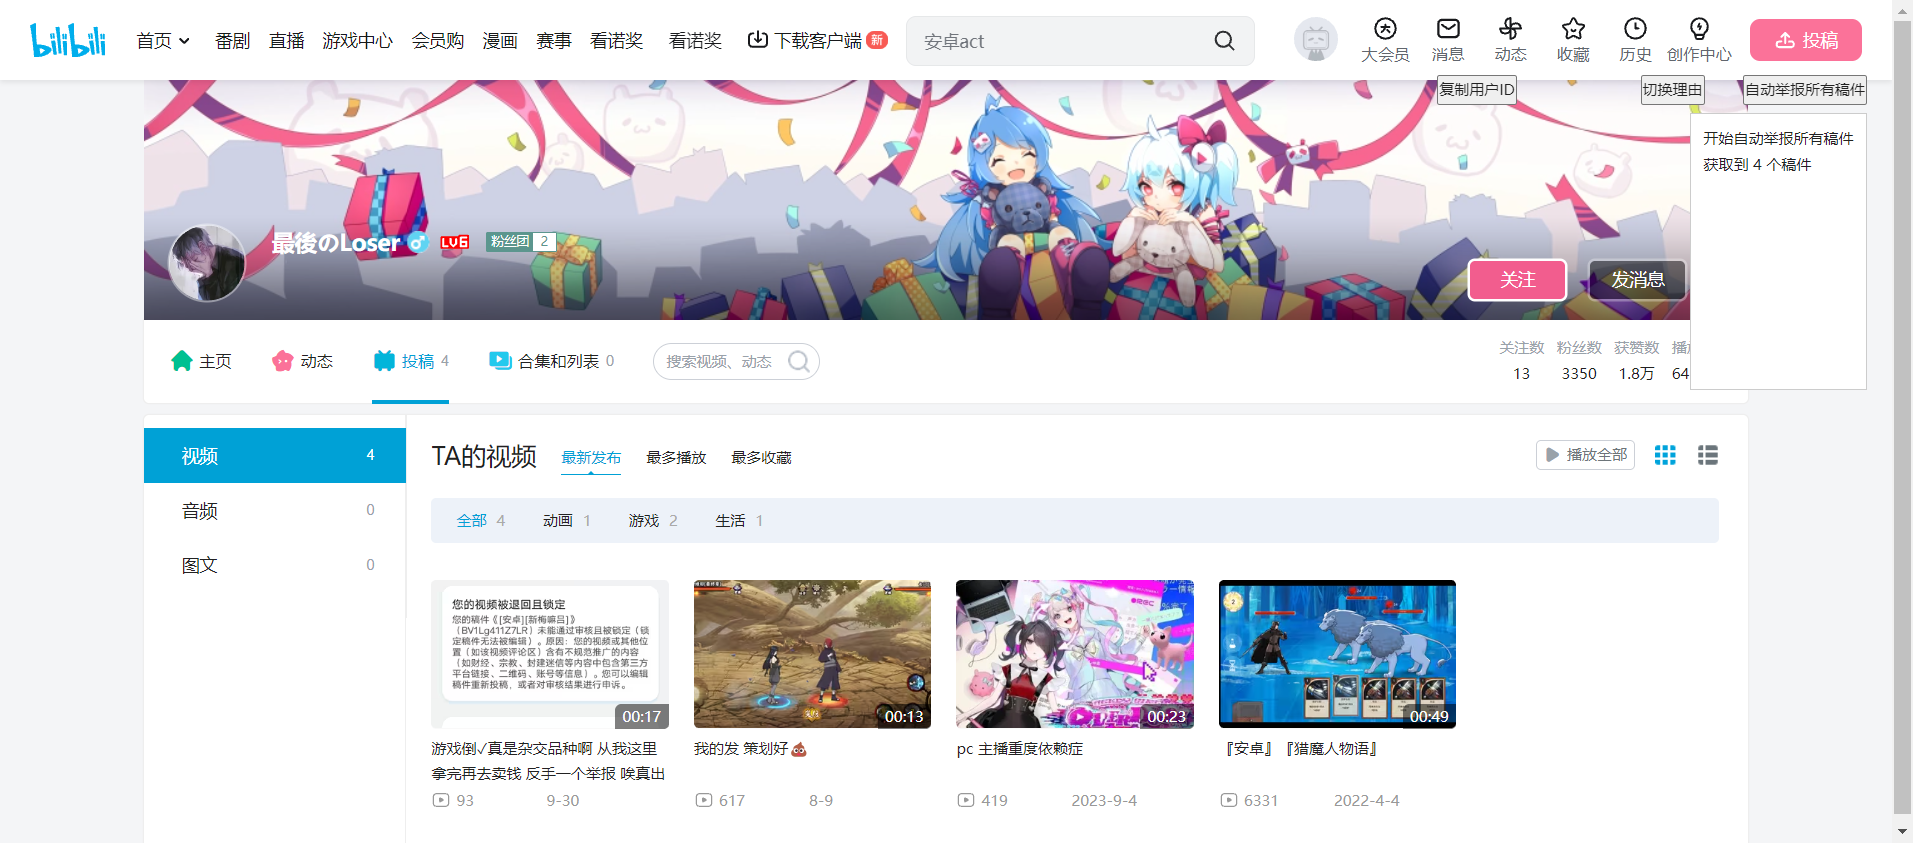 bilibili
首页
番剧
直播
游戏中心
会员购
漫画
赛事
看诺奖
看诺奖
下载客户端
新
安卓act
大会员
消息
动态
收藏
历史
创作中心
投稿
复制用户ID
切换理由
自动举报所有稿件
开始自动举报所有稿件
获取到 4 个稿件
最後のLoser
LV6
粉丝团 2
关注
发消息
主页
动态
投稿 4
合集和列表 0
搜索视频、动态
关注数
粉丝数
获赞数
13
3350
1.8万
64
视频 4
音频 0
图文 0
TA的视频
最新发布
最多播放
最多收藏
播放全部
全部 4
动画 1
游戏 2
生活 1
您的视频被退回且锁定
您的稿件《[安卓][新梅嘛吕]》
（BV1Lg411Z7LR）未能通过审核且被锁定（锁
定稿件无法被编辑）。原因：您的视频或其他位
置（如该视频评论区）含有不规范推广的内容
（如财经、宗教、封建迷信等内容中包含第三方
平台链接、二维码、账号等信息）。您可以编辑
稿件重新投稿，或者对审核结果进行申诉。
00:17
00:13
00:23
00:49
游戏倒✓真是杂交品种啊 从我这里
拿完再去卖钱 反手一个举报 唉真出
93
9-30
我的发 策划好💩
617
8-9
pc 主播重度依赖症
419
2023-9-4
『安卓』『猎魔人物语』
6331
2022-4-4